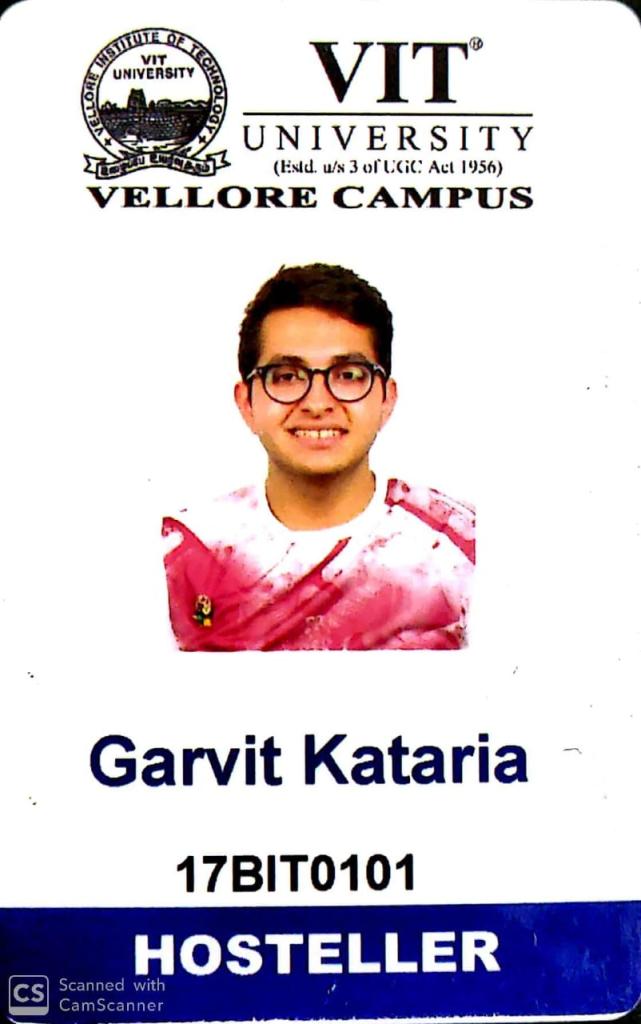 VELLORE INSTITUTE OF TECHNOLOGY
VIT
UNIVERSITY
VIT®
UNIVERSITY
(Estd. u/s 3 of UGC Act 1956)
VELLORE CAMPUS
Garvit Kataria
17BIT0101
HOSTELLER
CS Scanned with
CamScanner